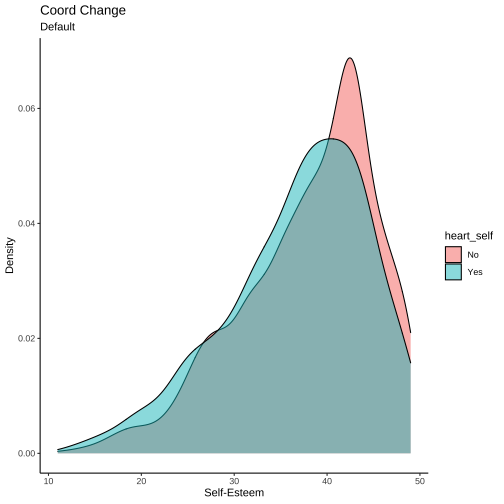 Coord Change
Default
Density
0.06
0.04
0.02
0.00
10 20 30 40 50
Self-Esteem
heart_self
No
Yes